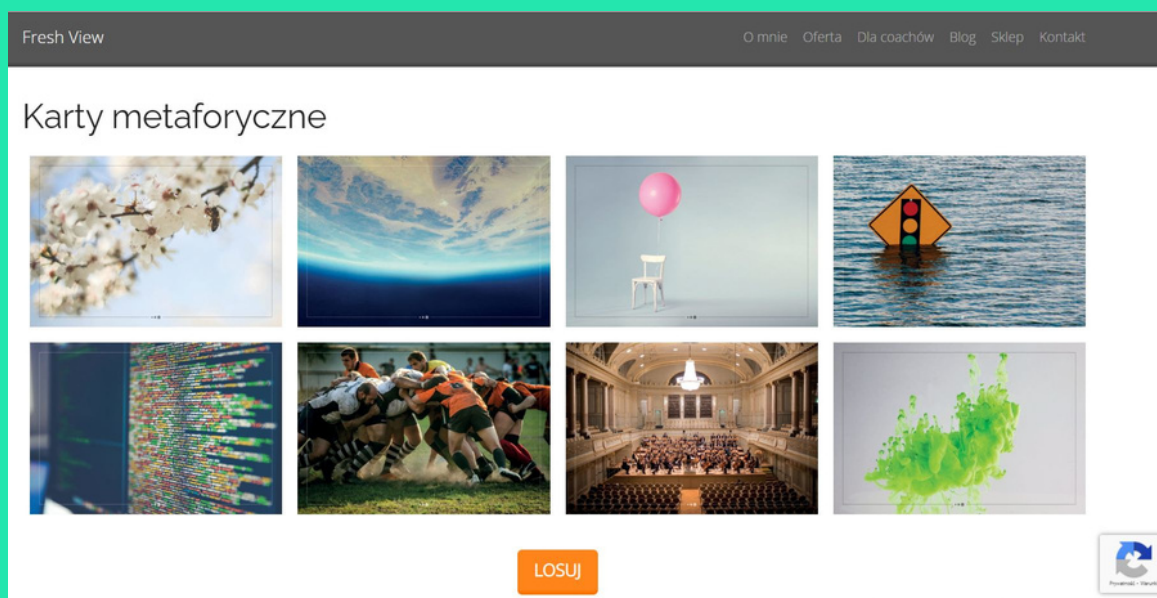 Fresh View
O mnie Oferta Dla coachów Blog Sklep Kontakt
Karty metaforyczne
LOSUJ